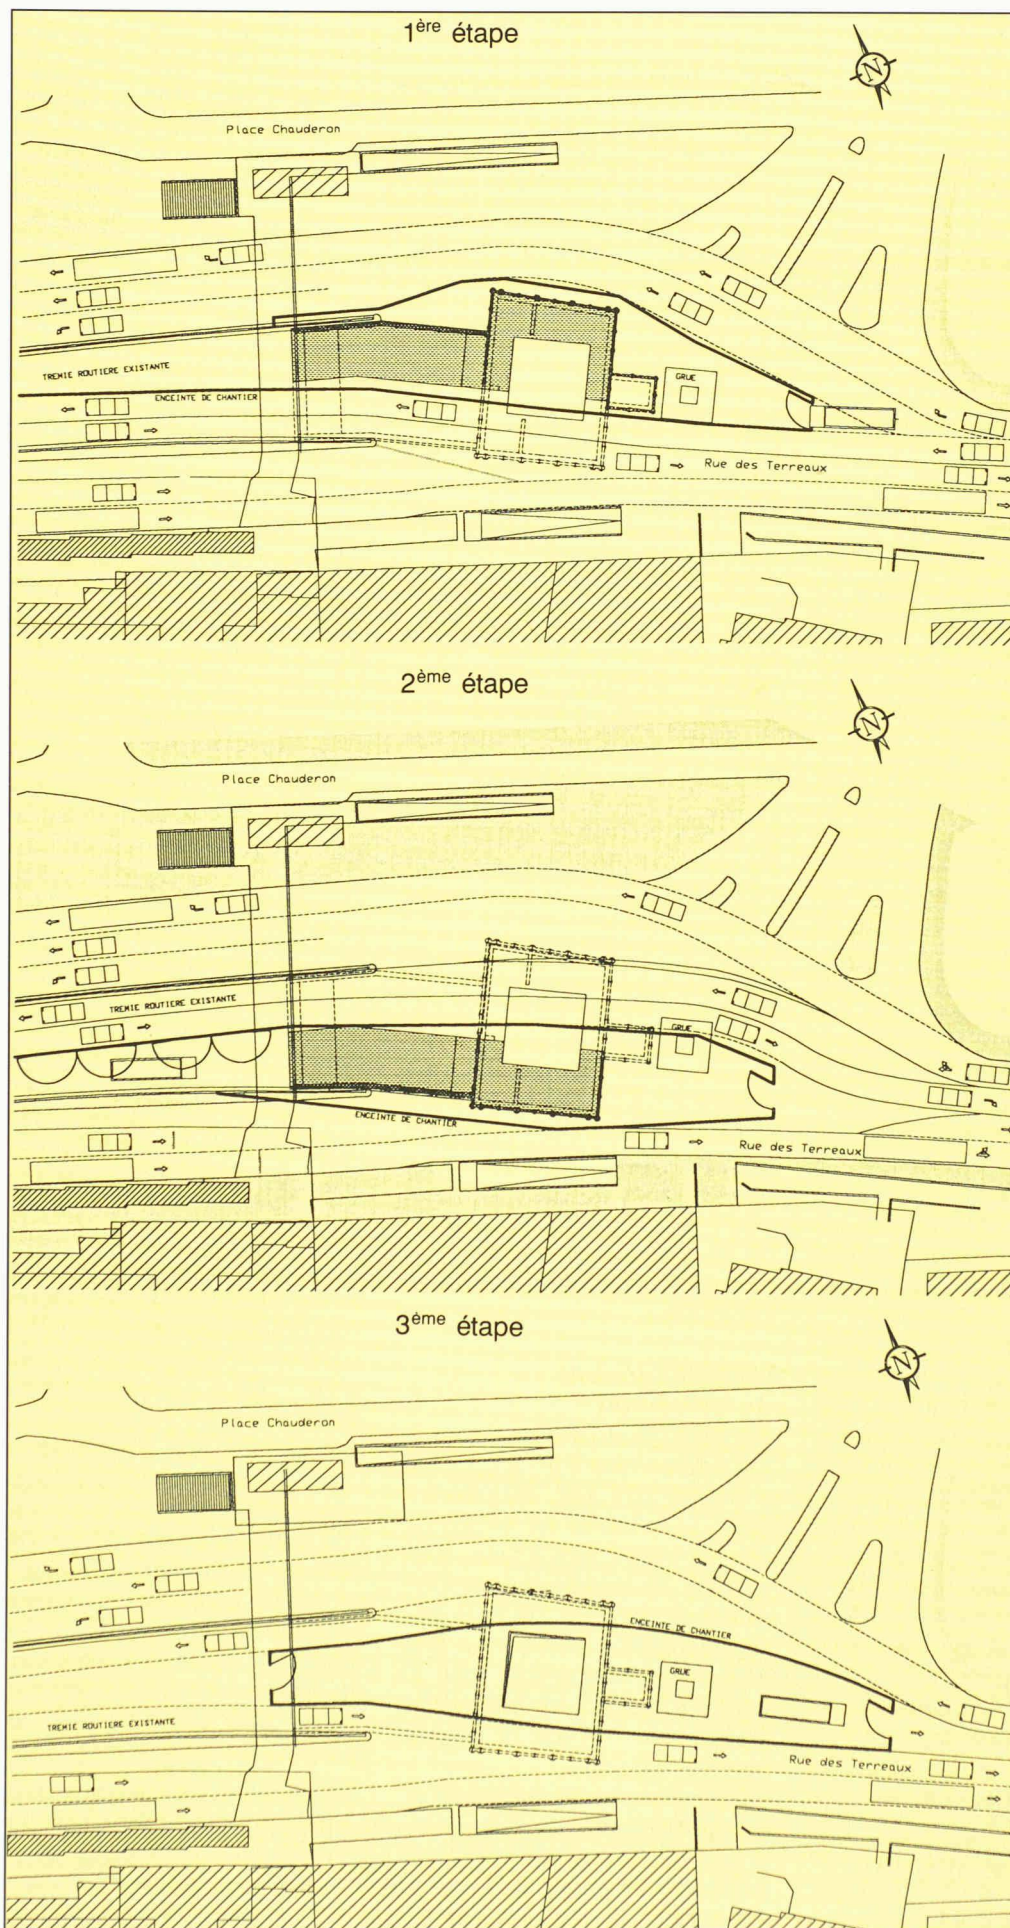 1ère étape
N
Place Chauderon
TREMIE ROUTIERE EXISTANTE
GRUE
ENCEINTE DE CHANTIER
Rue des Terreaux
2ème étape
N
Place Chauderon
TREMIE ROUTIERE EXISTANTE
GRUE
ENCEINTE DE CHANTIER
Rue des Terreaux
3ème étape
N
Place Chauderon
ENCEINTE DE CHANTIER
GRUE
TREMIE ROUTIERE EXISTANTE
Rue des Terreaux